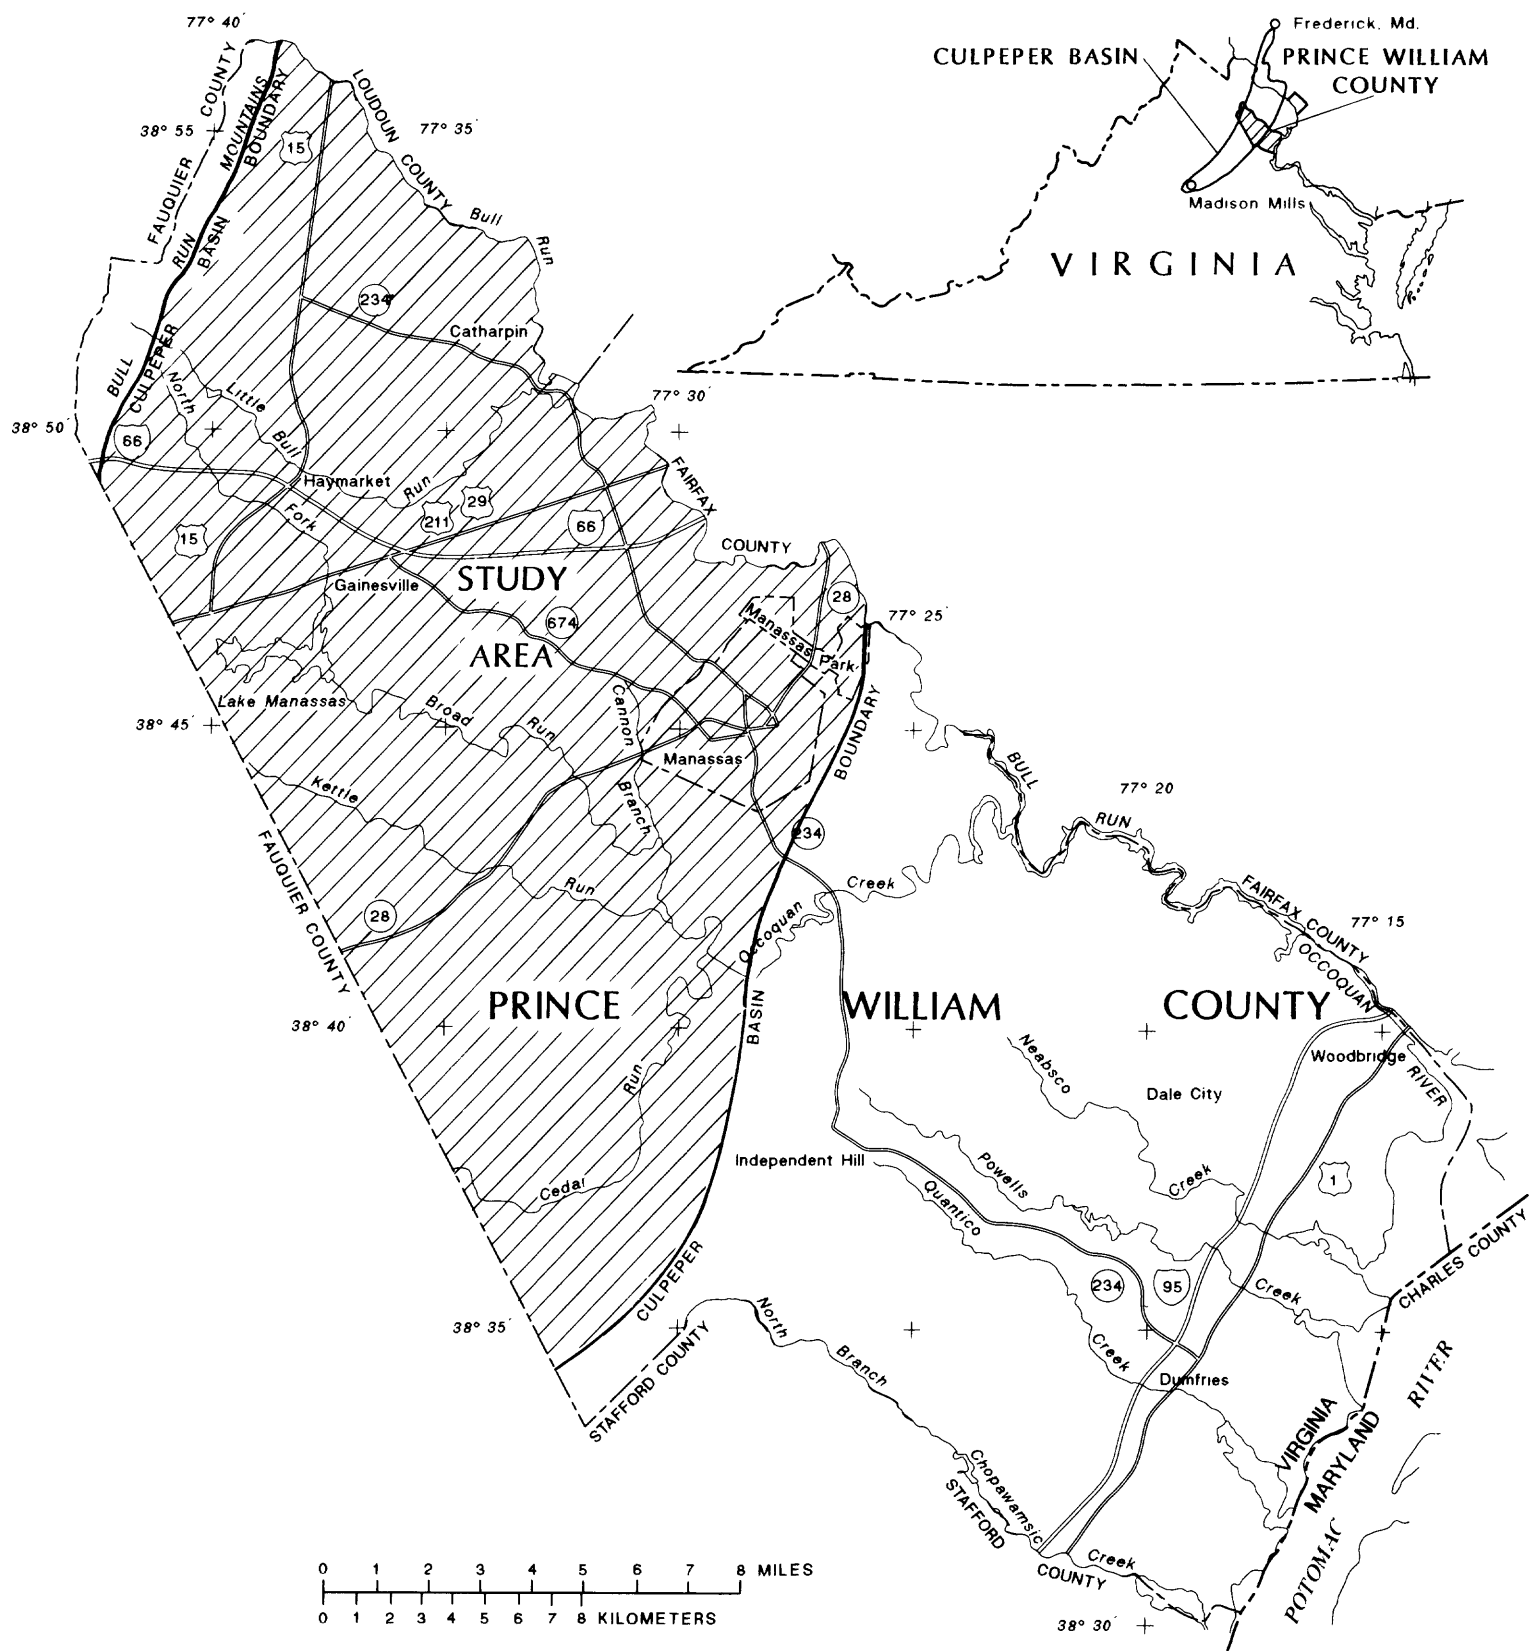 77° 40'
Frederick, Md.
CULPEPER BASIN
PRINCE WILLIAM
COUNTY
Madison Mills
VIRGINIA
FAUQUIER COUNTY
BULL RUN MOUNTAINS
CULPEPER BASIN BOUNDARY
LOUDOUN COUNTY
38° 55'
77° 35'
15
Bull Run
234
Catharpin
77° 30'
38° 50'
66
North Fork
Little Bull Run
Haymarket
FAIRFAX
COUNTY
15
211
29
66
Gainesville
STUDY
AREA
674
28
77° 25'
Manassas Park
Lake Manassas
Broad Run
Cannon Branch
38° 45'
Manassas
BOUNDARY
Kettle Run
234
BULL RUN
77° 20'
FAUQUIER COUNTY
28
Occoquan Creek
FAIRFAX COUNTY
77° 15'
OCCOQUAN RIVER
PRINCE WILLIAM COUNTY
38° 40'
BASIN
Woodbridge
Neabsco Creek
Dale City
Cedar Run
Independent Hill
Powells Creek
Quantico Creek
1
CULPEPER
234
95
CHARLES COUNTY
38° 35'
STAFFORD COUNTY
North Branch
Chopawamsic Creek
Dumfries
VIRGINIA
MARYLAND
POTOMAC RIVER
STAFFORD
COUNTY
0 1 2 3 4 5 6 7 8 MILES
0 1 2 3 4 5 6 7 8 KILOMETERS
38° 30'